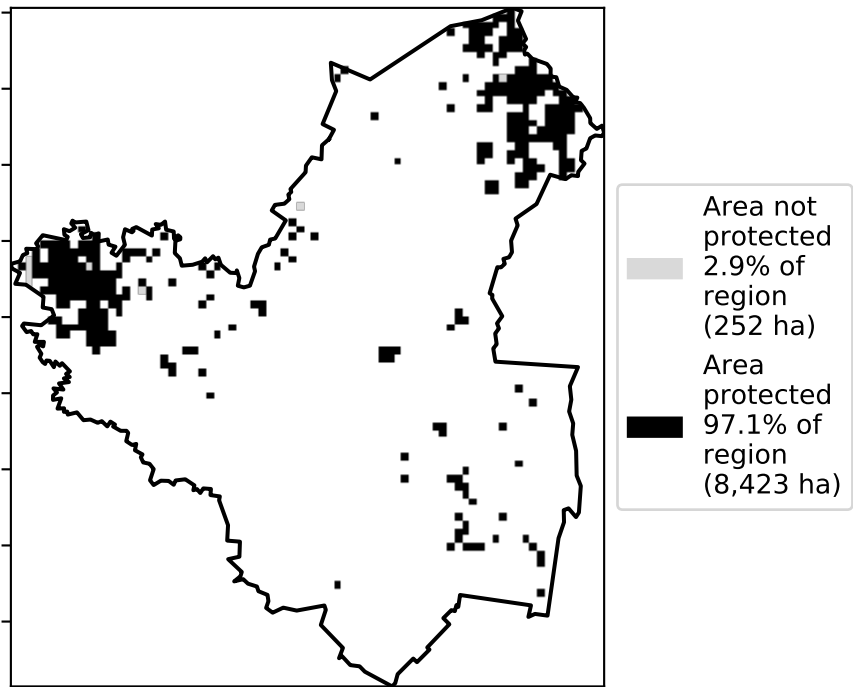 Area not
protected
2.9% of
region
(252 ha)
Area
protected
97.1% of
region
(8,423 ha)